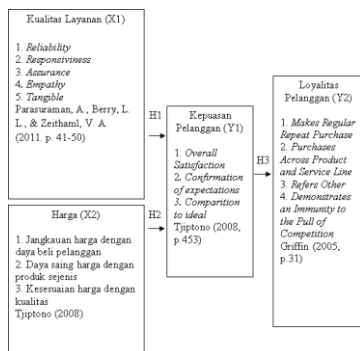 Kualitas Layanan (X1)
1. Reliability
2. Responsiviness
3. Assurance
4. Empathy
5. Tangible
Parasuraman, A., Berry, L.
L., & Zeithaml, V. A.
(2011. p. 41-50)
H1
Harga (X2)
1. Jangkauan harga dengan
daya beli pelanggan
2. Daya saing harga dengan
produk sejenis
3. Kesesuaian harga dengan
kualitas
Tjiptono (2008)
H2
Kepuasan
Pelanggan (Y1)
1. Overall
Satisfaction
2. Confirmation
of expectations
3. Comparition
to ideal
Tjiptono (2008,
p.453)
H3
Loyalitas
Pelanggan (Y2)
1. Makes Regular
Repeat Purchase
2. Purchases
Across Product
and Service Line
3. Refers Other
4. Demonstrates
an Immunity to
the Pull of
Competition
Griffin (2005,
p.31)